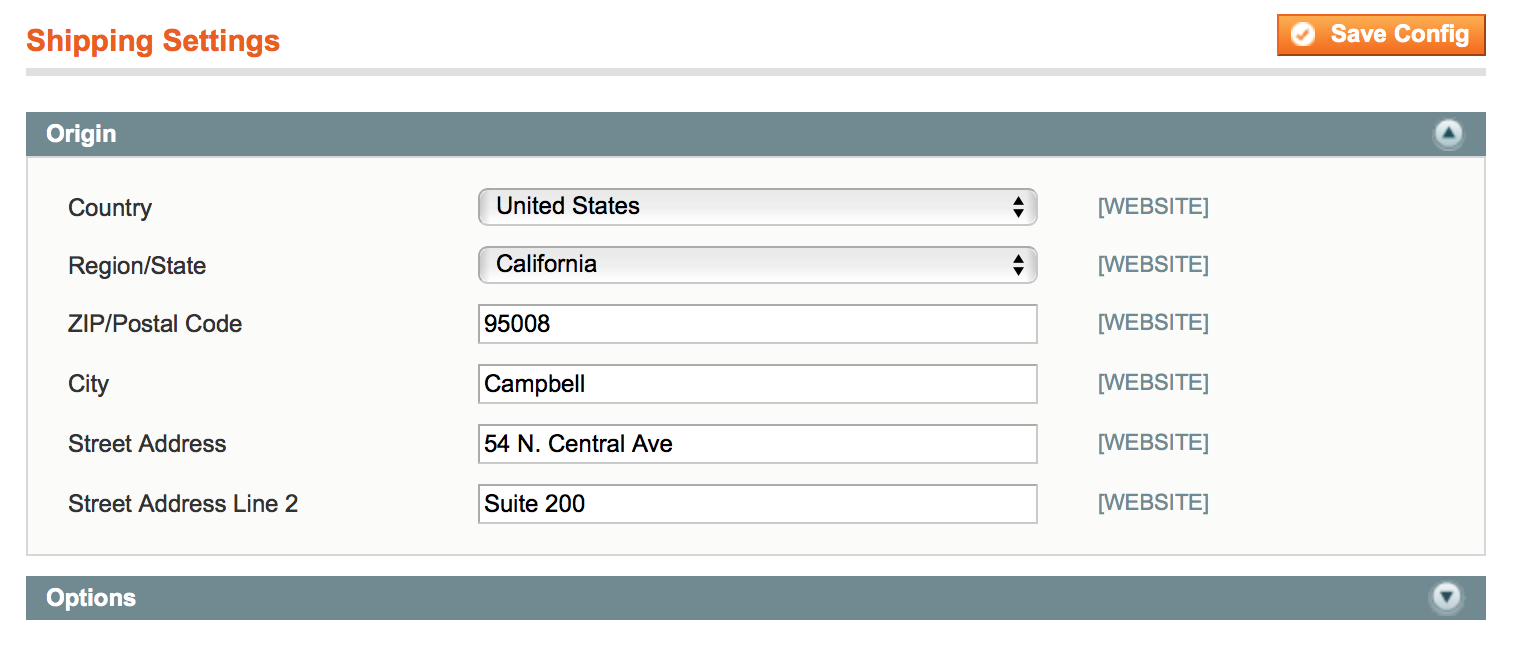 Shipping Settings
Save Config
Origin
Country United States [WEBSITE]
Region/State California [WEBSITE]
ZIP/Postal Code 95008 [WEBSITE]
City Campbell [WEBSITE]
Street Address 54 N. Central Ave [WEBSITE]
Street Address Line 2 Suite 200 [WEBSITE]
Options